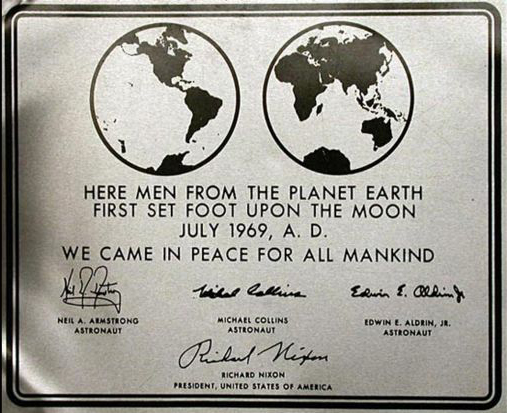 HERE MEN FROM THE PLANET EARTH
FIRST SET FOOT UPON THE MOON
JULY 1969, A. D.
WE CAME IN PEACE FOR ALL MANKIND
Neil A. Armstrong Michael Collins Edwin E. Aldrin Jr
NEIL A. ARMSTRONG MICHAEL COLLINS EDWIN E. ALDRIN, JR.
ASTRONAUT ASTRONAUT ASTRONAUT
Richard Nixon
RICHARD NIXON
PRESIDENT, UNITED STATES OF AMERICA